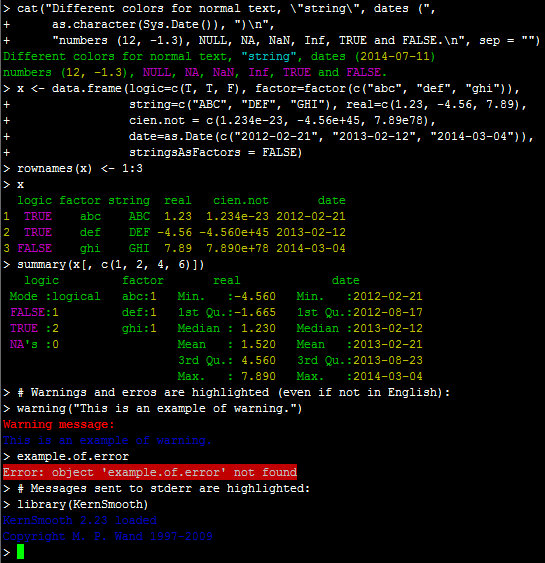 > cat("Different colors for normal text, \"string\", dates (",
+     as.character(Sys.Date()), ")\n",
+     "numbers (12, -1.3), NULL, NA, NaN, Inf, TRUE and FALSE.\n", sep = "")
Different colors for normal text, "string", dates (2014-07-11)
numbers (12, -1.3), NULL, NA, NaN, Inf, TRUE and FALSE.
> x <- data.frame(logic=c(T, T, F), factor=factor(c("abc", "def", "ghi")),
+                 string=c("ABC", "DEF", "GHI"), real=c(1.23, -4.56, 7.89),
+                 cien.not = c(1.234e-23, -4.56e+45, 7.89e78),
+                 date=as.Date(c("2012-02-21", "2013-02-12", "2014-03-04")),
+                 stringsAsFactors = FALSE)
> rownames(x) <- 1:3
> x
  logic factor string  real   cien.not       date
1  TRUE    abc    ABC  1.23  1.234e-23 2012-02-21
2  TRUE    def    DEF -4.56 -4.560e+45 2013-02-12
3 FALSE    ghi    GHI  7.89  7.890e+78 2014-03-04
> summary(x[, c(1, 2, 4, 6)])
   logic         factor       real             date
 Mode :logical   abc:1   Min.   :-4.560   Min.   :2012-02-21
 FALSE:1         def:1   1st Qu.:-1.665   1st Qu.:2012-08-17
 TRUE :2         ghi:1   Median : 1.230   Median :2013-02-12
 NA's :0                 Mean   : 1.520   Mean   :2013-02-21
                         3rd Qu.: 4.560   3rd Qu.:2013-08-23
                         Max.   : 7.890   Max.   :2014-03-04
> # Warnings and erros are highlighted (even if not in English):
> warning("This is an example of warning.")
Warning message:
This is an example of warning.
> example.of.error
Error: object 'example.of.error' not found
> # Messages sent to stderr are highlighted:
> library(KernSmooth)
KernSmooth 2.23 loaded
Copyright M. P. Wand 1997-2009
>